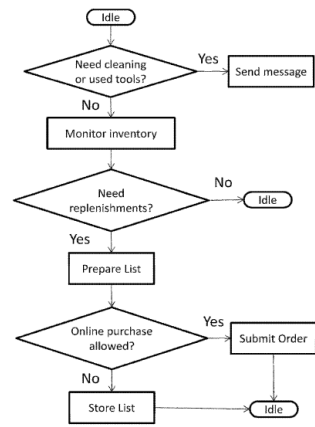 Idle
Need cleaning
or used tools?
Yes
Send message
No
Monitor inventory
Need
replenishments?
No
Idle
Yes
Prepare List
Online purchase
allowed?
Yes
Submit Order
No
Store List
Idle